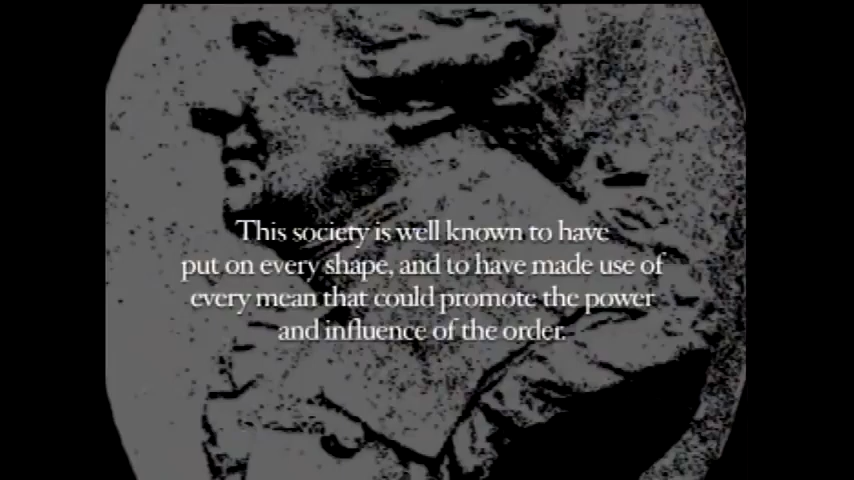 This society is well known to have
put on every shape, and to have made use of
every mean that could promote the power
and influence of the order.